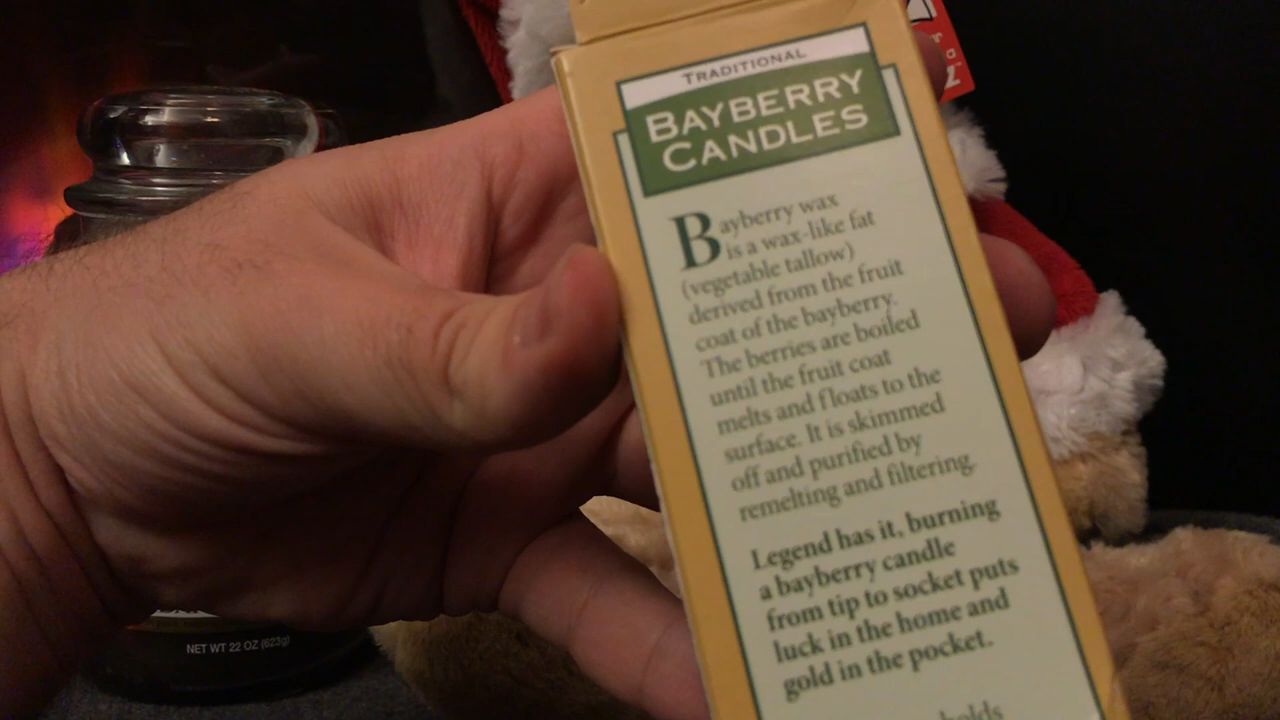 TRADITIONAL
BAYBERRY
CANDLES
Bayberry wax
is a wax-like fat
(vegetable tallow)
derived from the fruit
coat of the bayberry.
The berries are boiled
until the fruit coat
melts and floats to the
surface. It is skimmed
off and purified by
remelting and filtering.
Legend has it, burning
a bayberry candle
from tip to socket puts
luck in the home and
gold in the pocket.
holds
NET WT 22 OZ (623g)